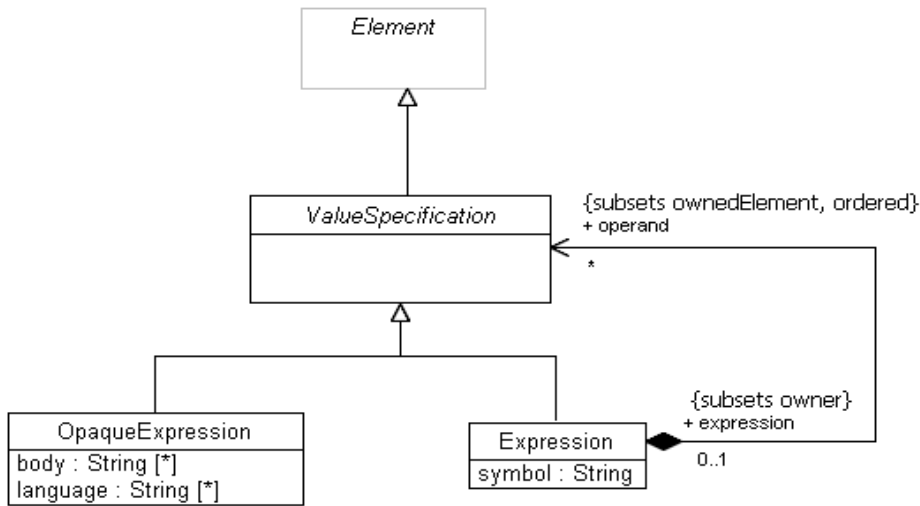 Element
ValueSpecification
{subsets ownedElement, ordered}
+ operand
*
OpaqueExpression
body : String [*]
language : String [*]
Expression
symbol : String
{subsets owner}
+ expression
0..1